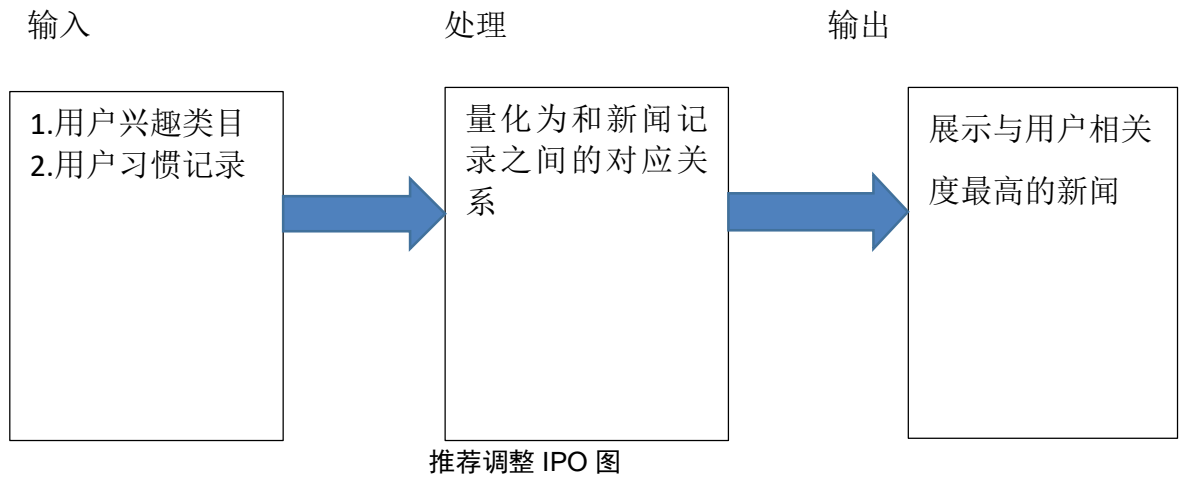 输入
处理
输出
1.用户兴趣类目
2.用户习惯记录
量化为和新闻记
录之间的对应关
系
展示与用户相关
度最高的新闻
推荐调整 IPO 图